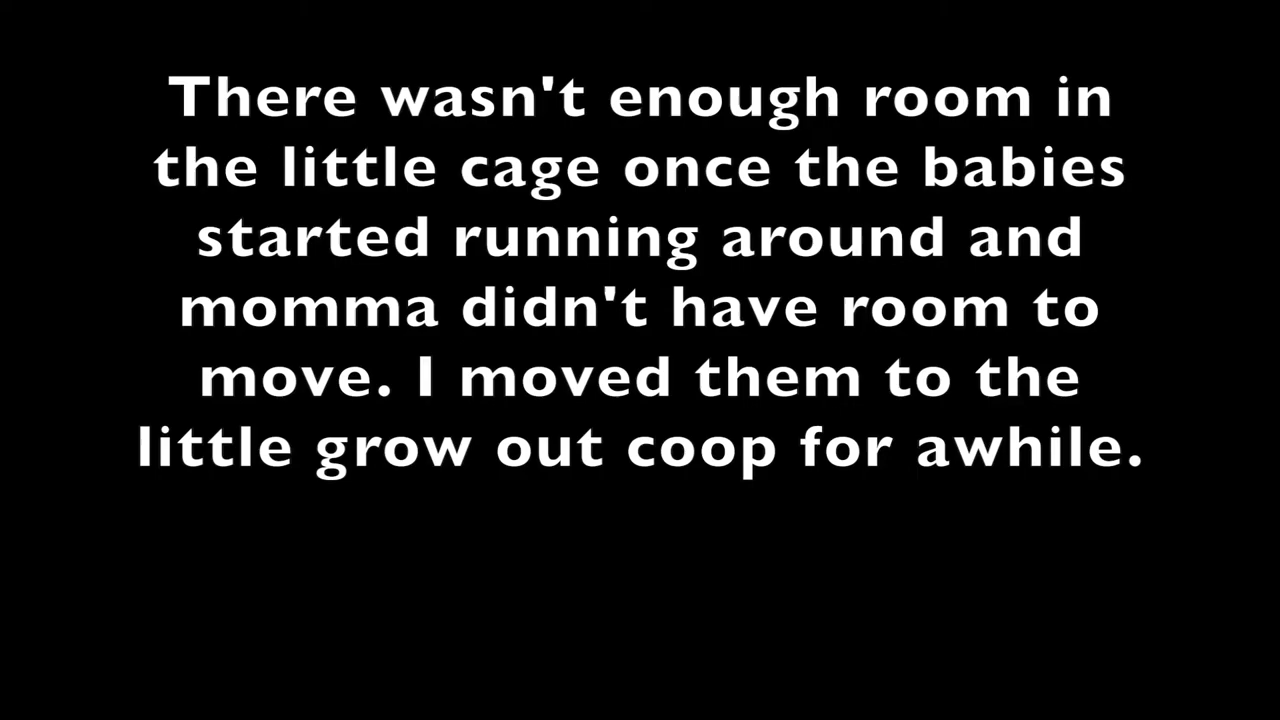 There wasn't enough room in
the little cage once the babies
started running around and
momma didn't have room to
move. I moved them to the
little grow out coop for awhile.